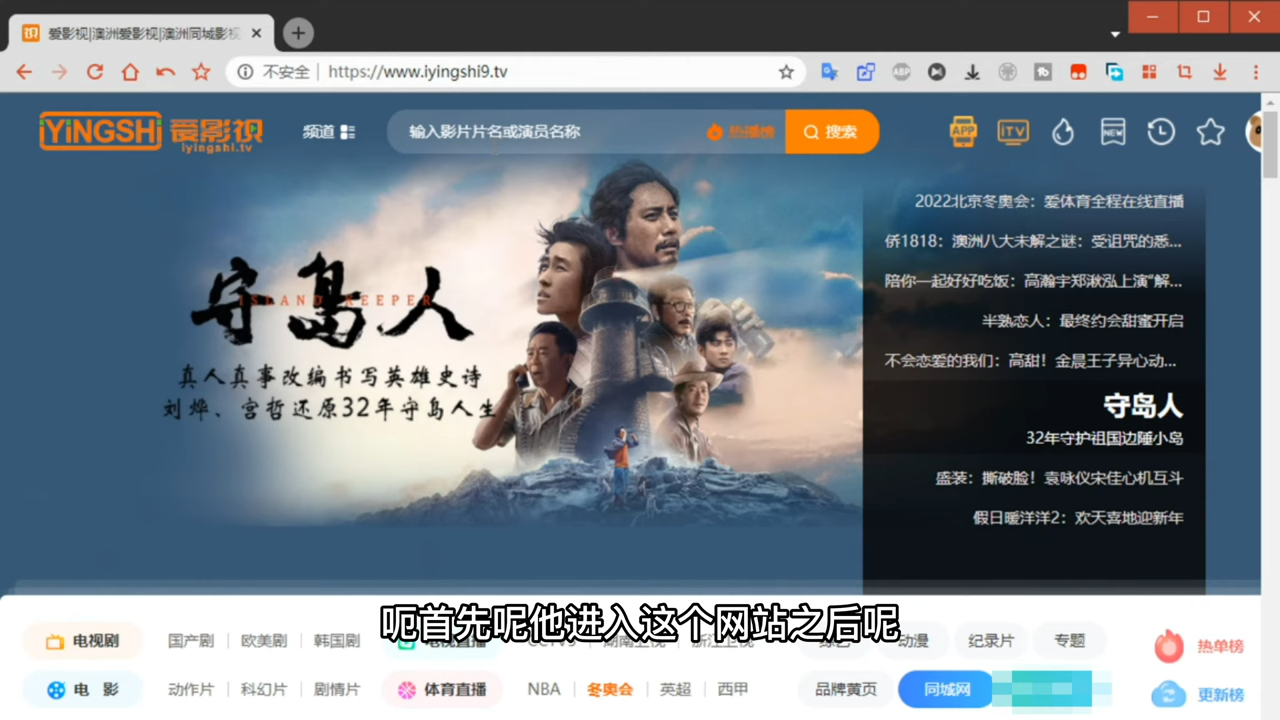 爱影视|澳洲爱影视|澳洲同城影视
不安全 | https://www.iyingshi9.tv
iYiNGSHi 爱影视
iyingshi.tv
频道
输入影片片名或演员名称
热播榜
搜索
APP
iTV
NEW
守岛人
ISLAND KEEPER
真人真事改编书写英雄史诗
刘烨、宫哲还原32年守岛人生
2022北京冬奥会：爱体育全程在线直播
侨1818：澳洲八大未解之谜：受诅咒的悉...
陪你一起好好吃饭：高瀚宇郑湫泓上演“解...
半熟恋人：最终约会甜蜜开启
不会恋爱的我们：高甜！金晨王子异心动...
守岛人
32年守护祖国边陲小岛
盛装：撕破脸！袁咏仪宋佳心机互斗
假日暖洋洋2：欢天喜地迎新年
呃首先呢他进入这个网站之后呢
电视剧 国产剧 | 欧美剧 | 韩国剧
动漫 纪录片 专题
热单榜
电 影 动作片 | 科幻片 | 剧情片
体育直播 NBA | 冬奥会 | 英超 | 西甲
品牌黄页 同城网
更新榜